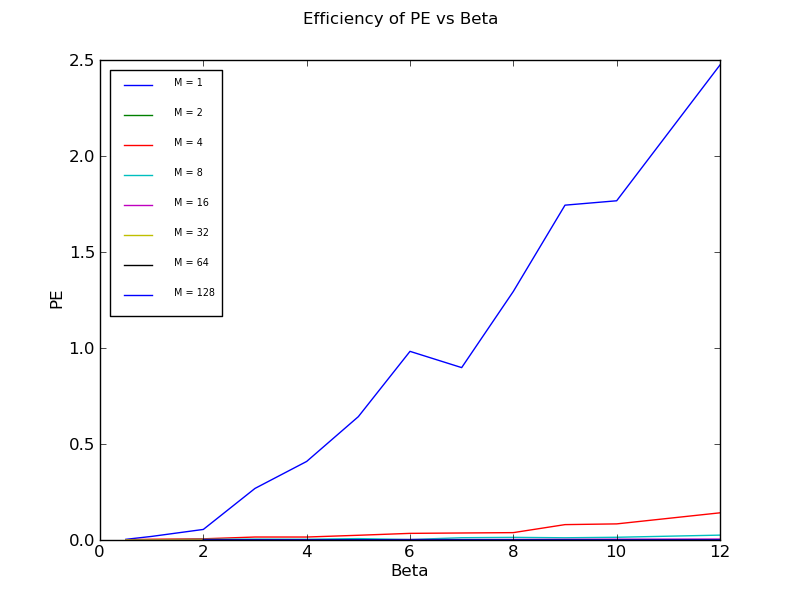 Efficiency of PE vs Beta
2.5
2.0
1.5
1.0
0.5
0.0
PE
M = 1
M = 2
M = 4
M = 8
M = 16
M = 32
M = 64
M = 128
0 2 4 6 8 10 12
Beta